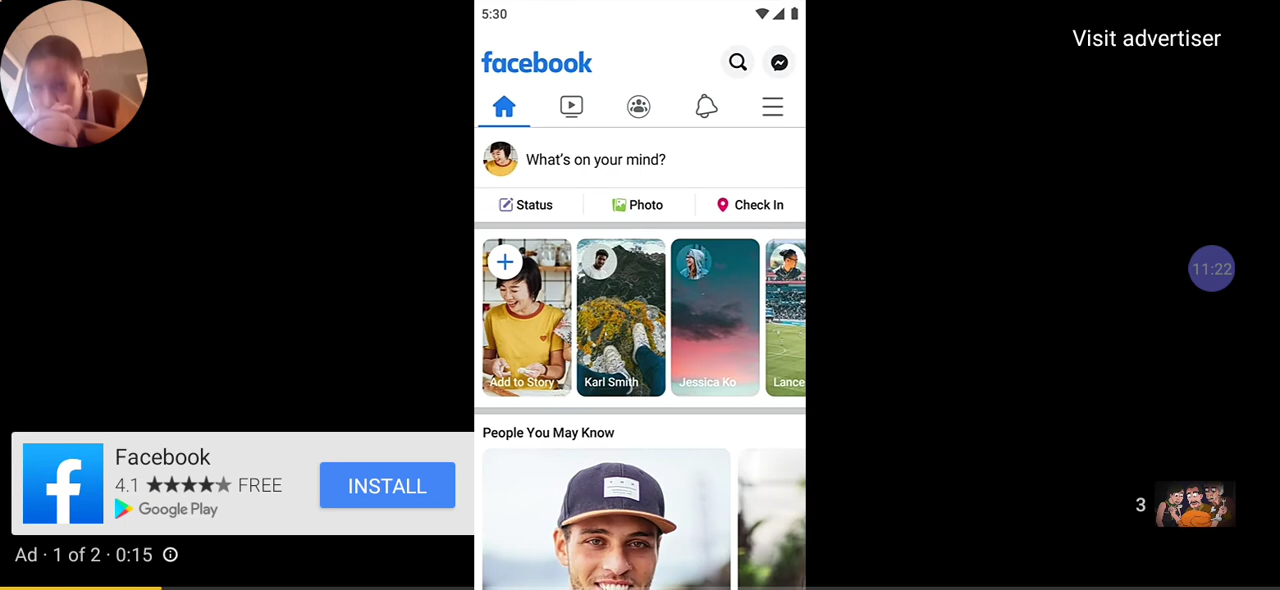 5:30
Visit advertiser
facebook
What's on your mind?
Status
Photo
Check In
11:22
Add to Story
Karl Smith
Jessica Ko
Lance
People You May Know
Facebook
4.1 ★★★★★ FREE
Google Play
INSTALL
3
Ad · 1 of 2 · 0:15